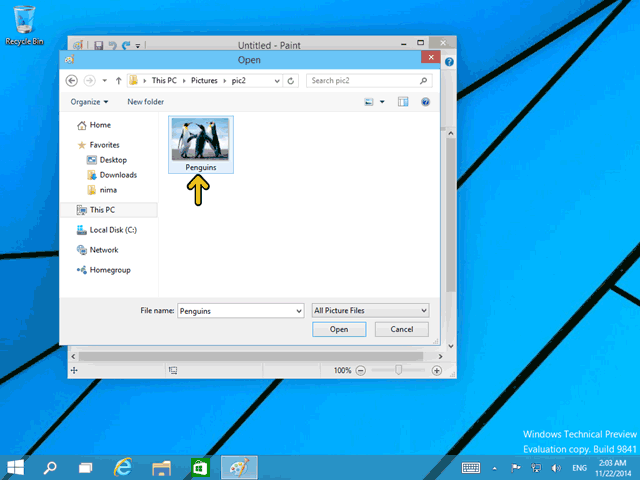 Recycle Bin
Untitled - Paint
Open
This PC
Pictures
pic2
Search pic2
Organize
New folder
Home
Favorites
Desktop
Downloads
nima
This PC
Local Disk (C:)
Network
Homegroup
Penguins
File name:
Penguins
All Picture Files
Open
Cancel
100%
Windows Technical Preview
Evaluation copy. Build 9841
ENG
2:03 AM
11/22/2014